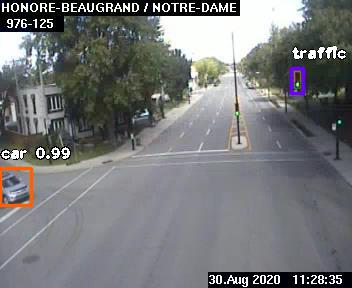 HONORE-BEAUGRAND / NOTRE-DAME
976-125
traffic
car 0.99
30.Aug 2020 11:28:35